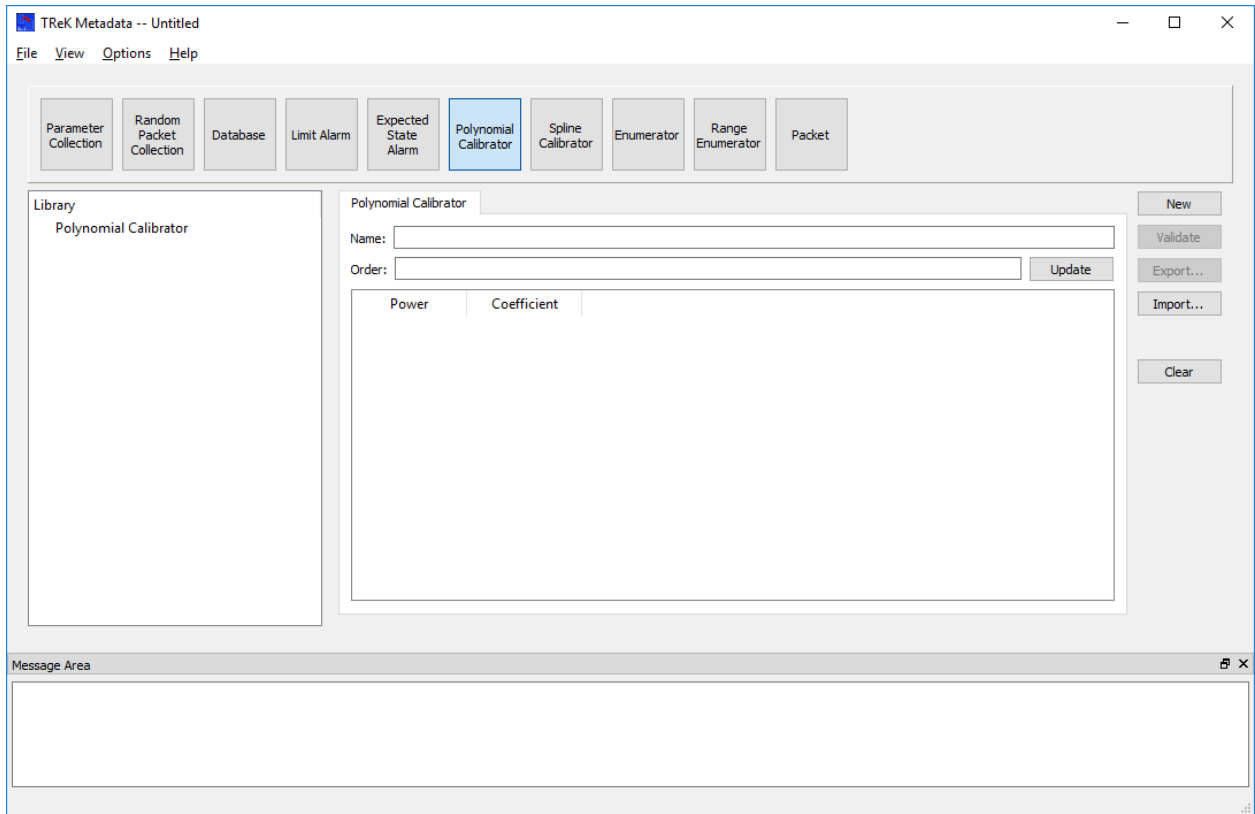 TReK Metadata -- Untitled
File View Options Help
Parameter Collection
Random Packet Collection
Database
Limit Alarm
Expected State Alarm
Polynomial Calibrator
Spline Calibrator
Enumerator
Range Enumerator
Packet
Library
Polynomial Calibrator
Polynomial Calibrator
Name:
Order:
Update
Power Coefficient
New
Validate
Export...
Import...
Clear
Message Area